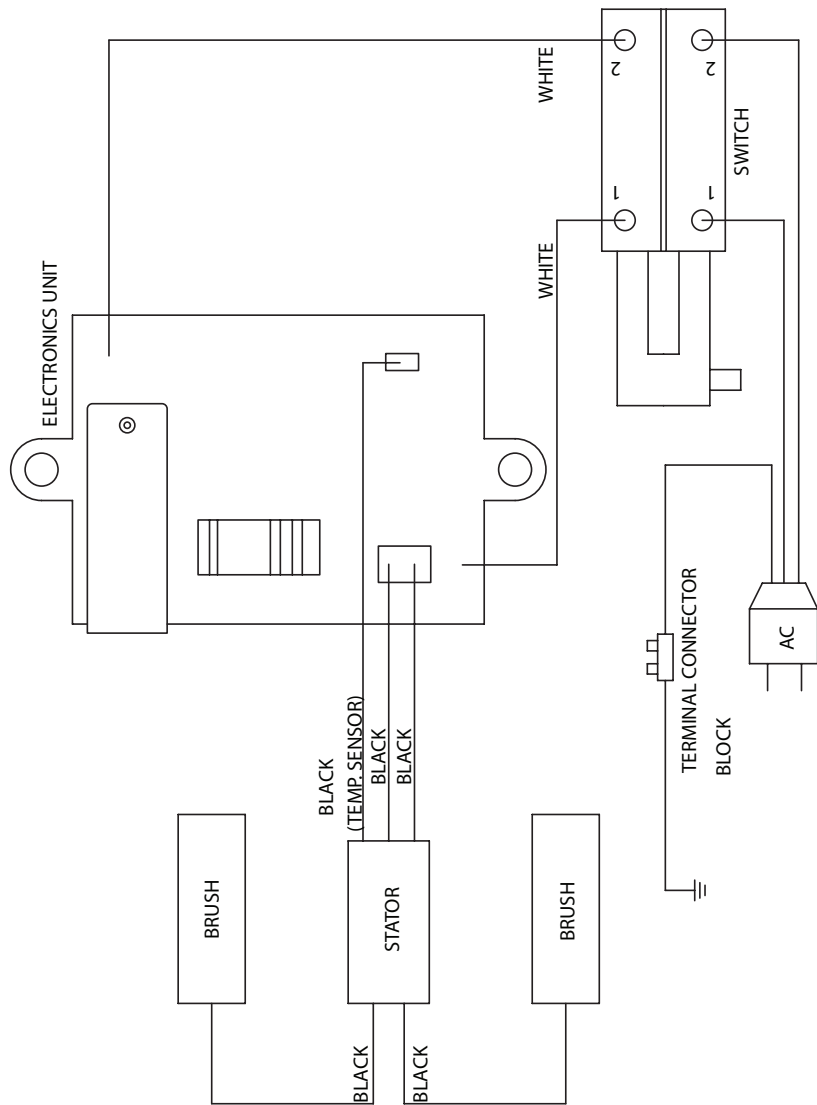 ELECTRONICS UNIT
WHITE
WHITE
2
1
2
1
SWITCH
BLACK
(TEMP. SENSOR)
BLACK
BLACK
BRUSH
STATOR
BRUSH
BLACK
BLACK
TERMINAL CONNECTOR
BLOCK
AC